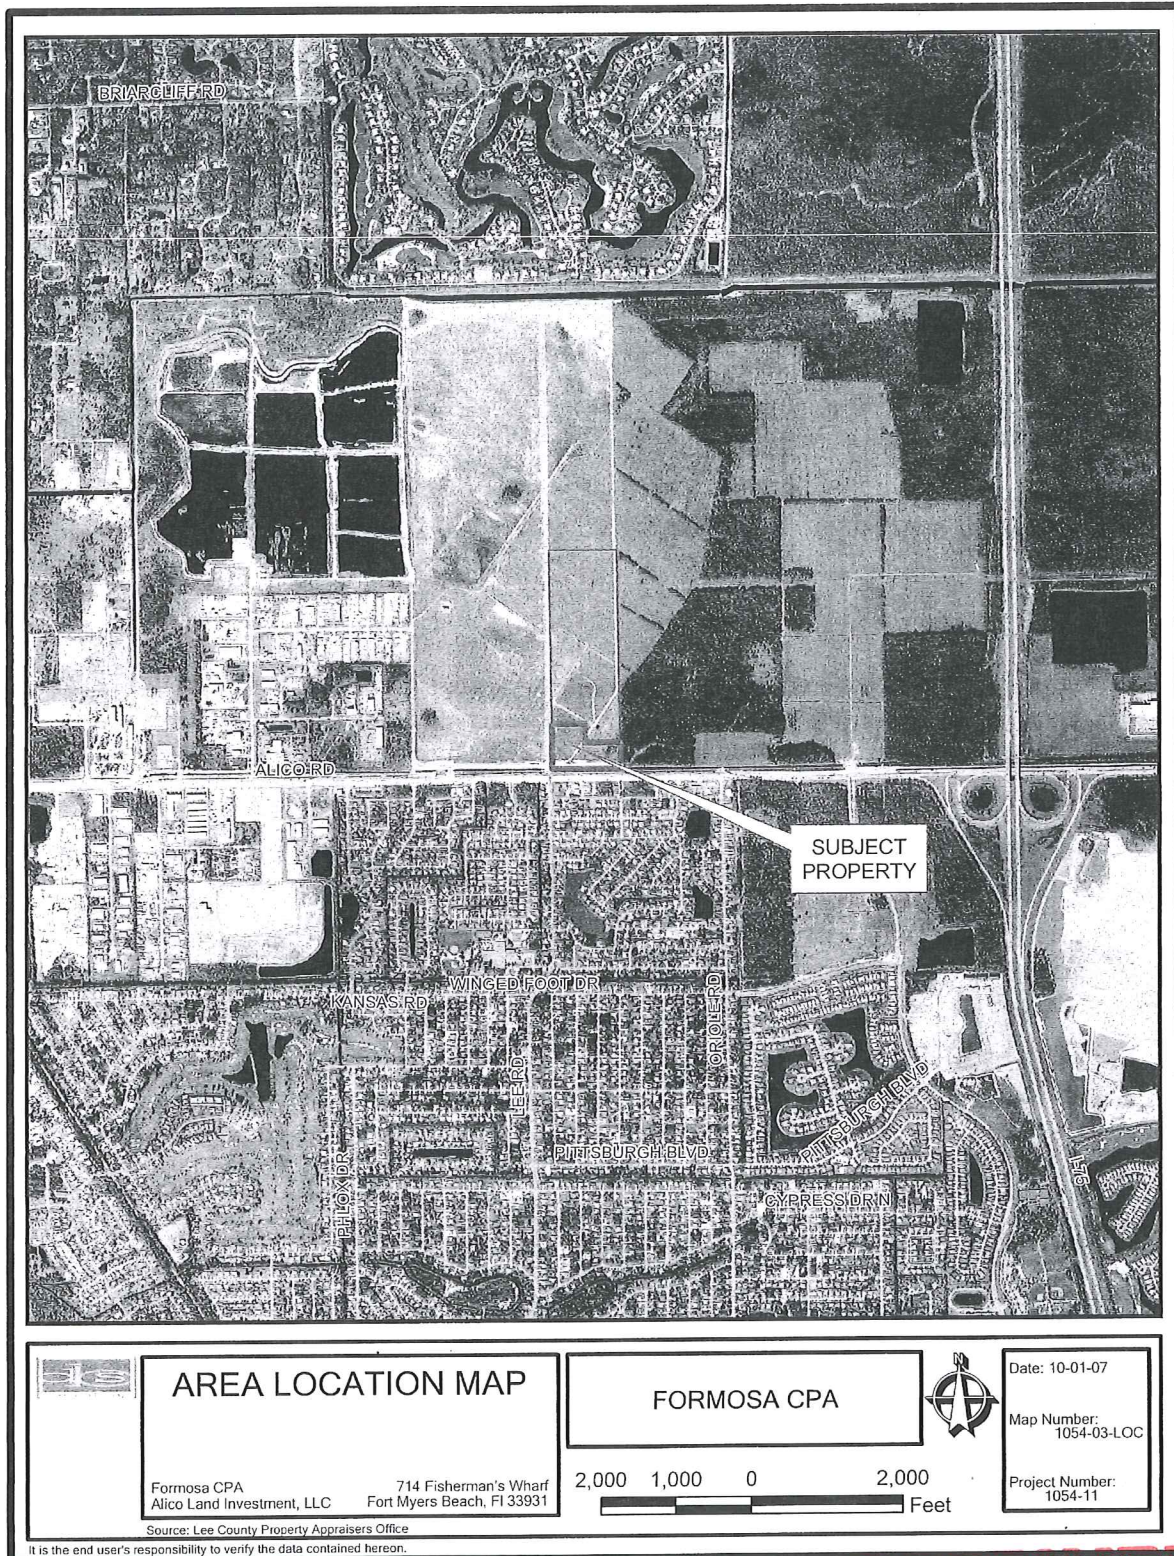 BRIARCLIFF RD
ALICO RD
SUBJECT
PROPERTY
WINGED FOOT DR
KANSAS RD
ORIOLE RD
LEE RD
PITTSBURGH BLVD
PITTSBURGH BLVD
PHLOX DR
CYPRESS DR N
I-75
AREA LOCATION MAP
Formosa CPA
Alico Land Investment, LLC
714 Fisherman's Wharf
Fort Myers Beach, Fl 33931
Source: Lee County Property Appraisers Office
FORMOSA CPA
2,000 1,000 0 2,000
Feet
N
Date: 10-01-07
Map Number:
1054-03-LOC
Project Number:
1054-11
It is the end user's responsibility to verify the data contained hereon.